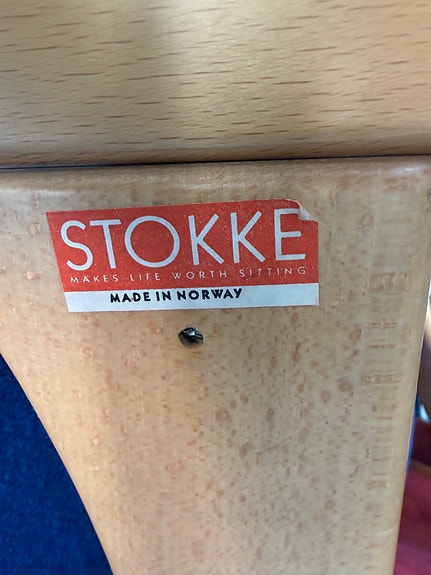 STOKKE
MAKES LIFE WORTH SITTING
MADE IN NORWAY